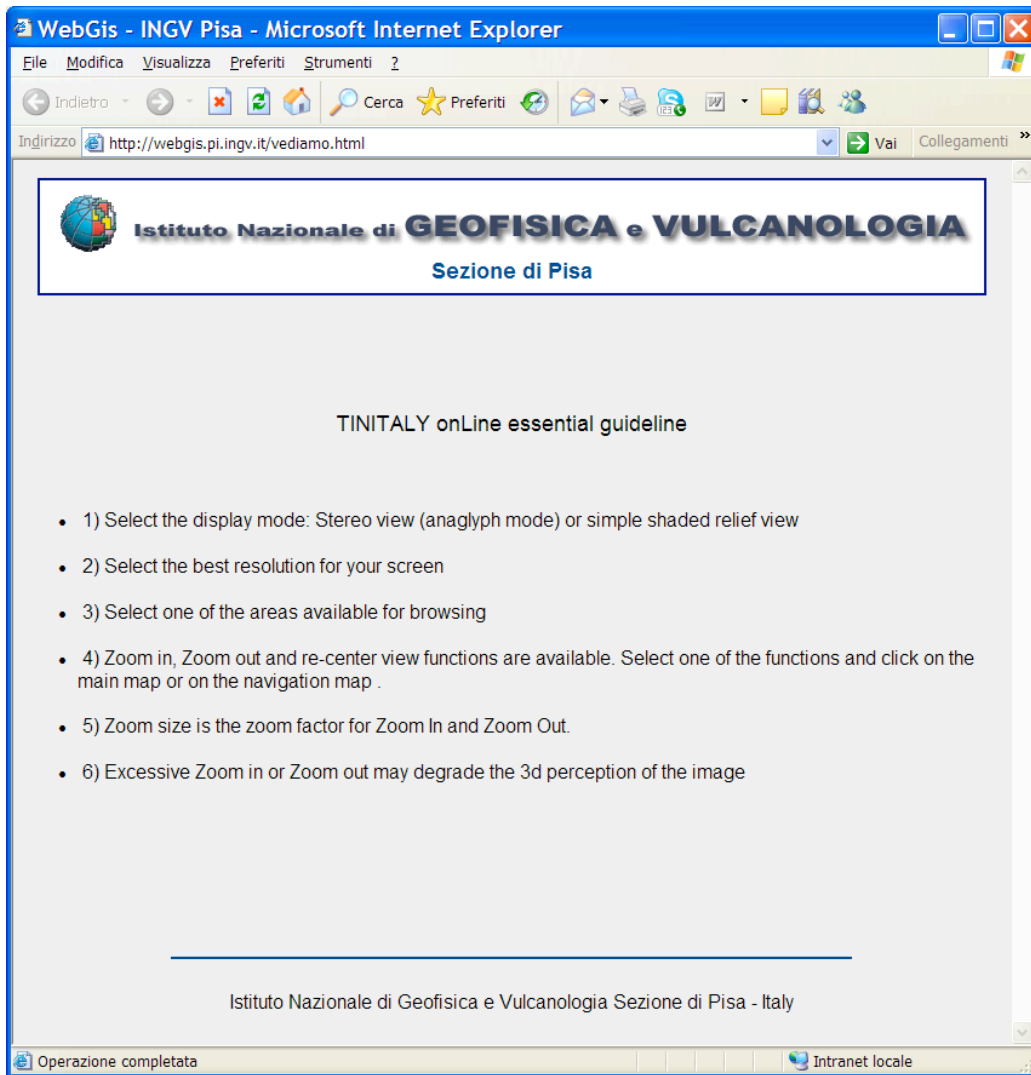 WebGis - INGV Pisa - Microsoft Internet Explorer
File Modifica Visualizza Preferiti Strumenti ?
Indietro Cerca Preferiti
Indirizzo http://webgis.pi.ingv.it/vediamo.html Vai Collegamenti »
Istituto Nazionale di GEOFISICA e VULCANOLOGIA
Sezione di Pisa
TINITALY onLine essential guideline
• 1) Select the display mode: Stereo view (anaglyph mode) or simple shaded relief view
• 2) Select the best resolution for your screen
• 3) Select one of the areas available for browsing
• 4) Zoom in, Zoom out and re-center view functions are available. Select one of the functions and click on the
main map or on the navigation map .
• 5) Zoom size is the zoom factor for Zoom In and Zoom Out.
• 6) Excessive Zoom in or Zoom out may degrade the 3d perception of the image
Istituto Nazionale di Geofisica e Vulcanologia Sezione di Pisa - Italy
Operazione completata Intranet locale